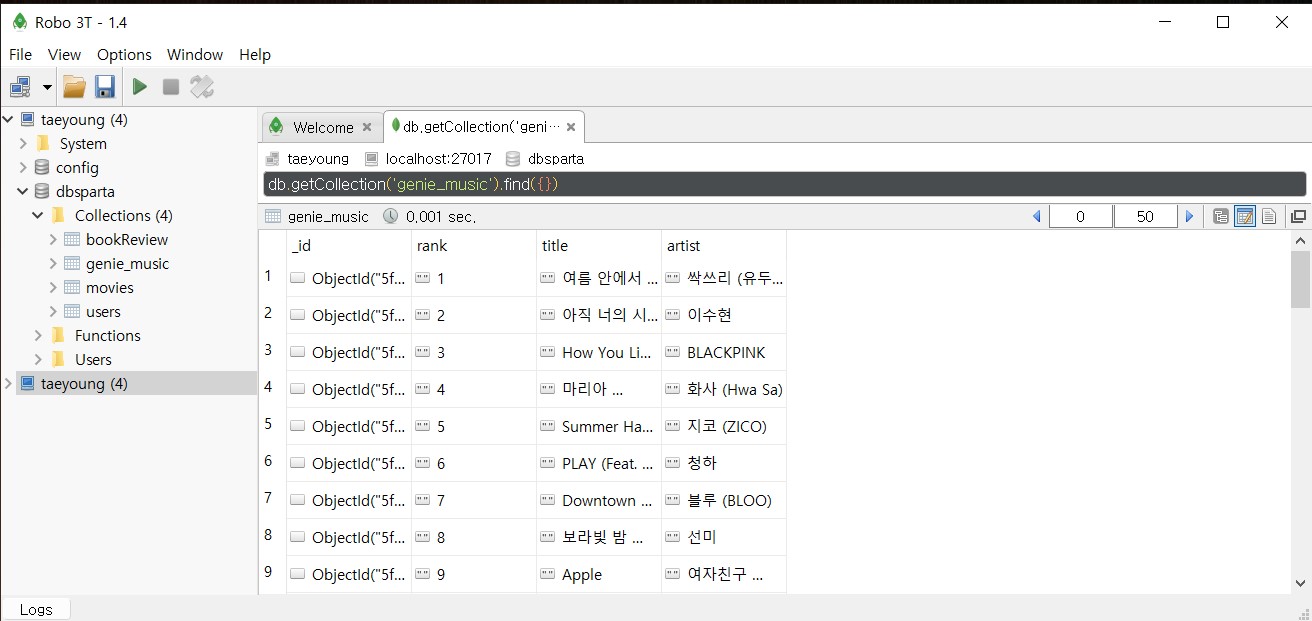 Robo 3T - 1.4
File View Options Window Help
taeyoung (4)
System
config
dbsparta
Collections (4)
bookReview
genie_music
movies
users
Functions
Users
taeyoung (4)
Welcome db.getCollection('geni···
taeyoung localhost:27017 dbsparta
db.getCollection('genie_music').find({})
genie_music 0.001 sec. 0 50
_id rank title artist
1 ObjectId("5f... "" 1 "" 여름 안에서 ... "" 싹쓰리 (유두...
2 ObjectId("5f... "" 2 "" 아직 너의 시... "" 이수현
3 ObjectId("5f... "" 3 "" How You Li... "" BLACKPINK
4 ObjectId("5f... "" 4 "" 마리아 ... "" 화사 (Hwa Sa)
5 ObjectId("5f... "" 5 "" Summer Ha... "" 지코 (ZICO)
6 ObjectId("5f... "" 6 "" PLAY (Feat. ... "" 청하
7 ObjectId("5f... "" 7 "" Downtown ... "" 블루 (BLOO)
8 ObjectId("5f... "" 8 "" 보라빛 밤 ... "" 선미
9 ObjectId("5f... "" 9 "" Apple "" 여자친구 ...
Logs